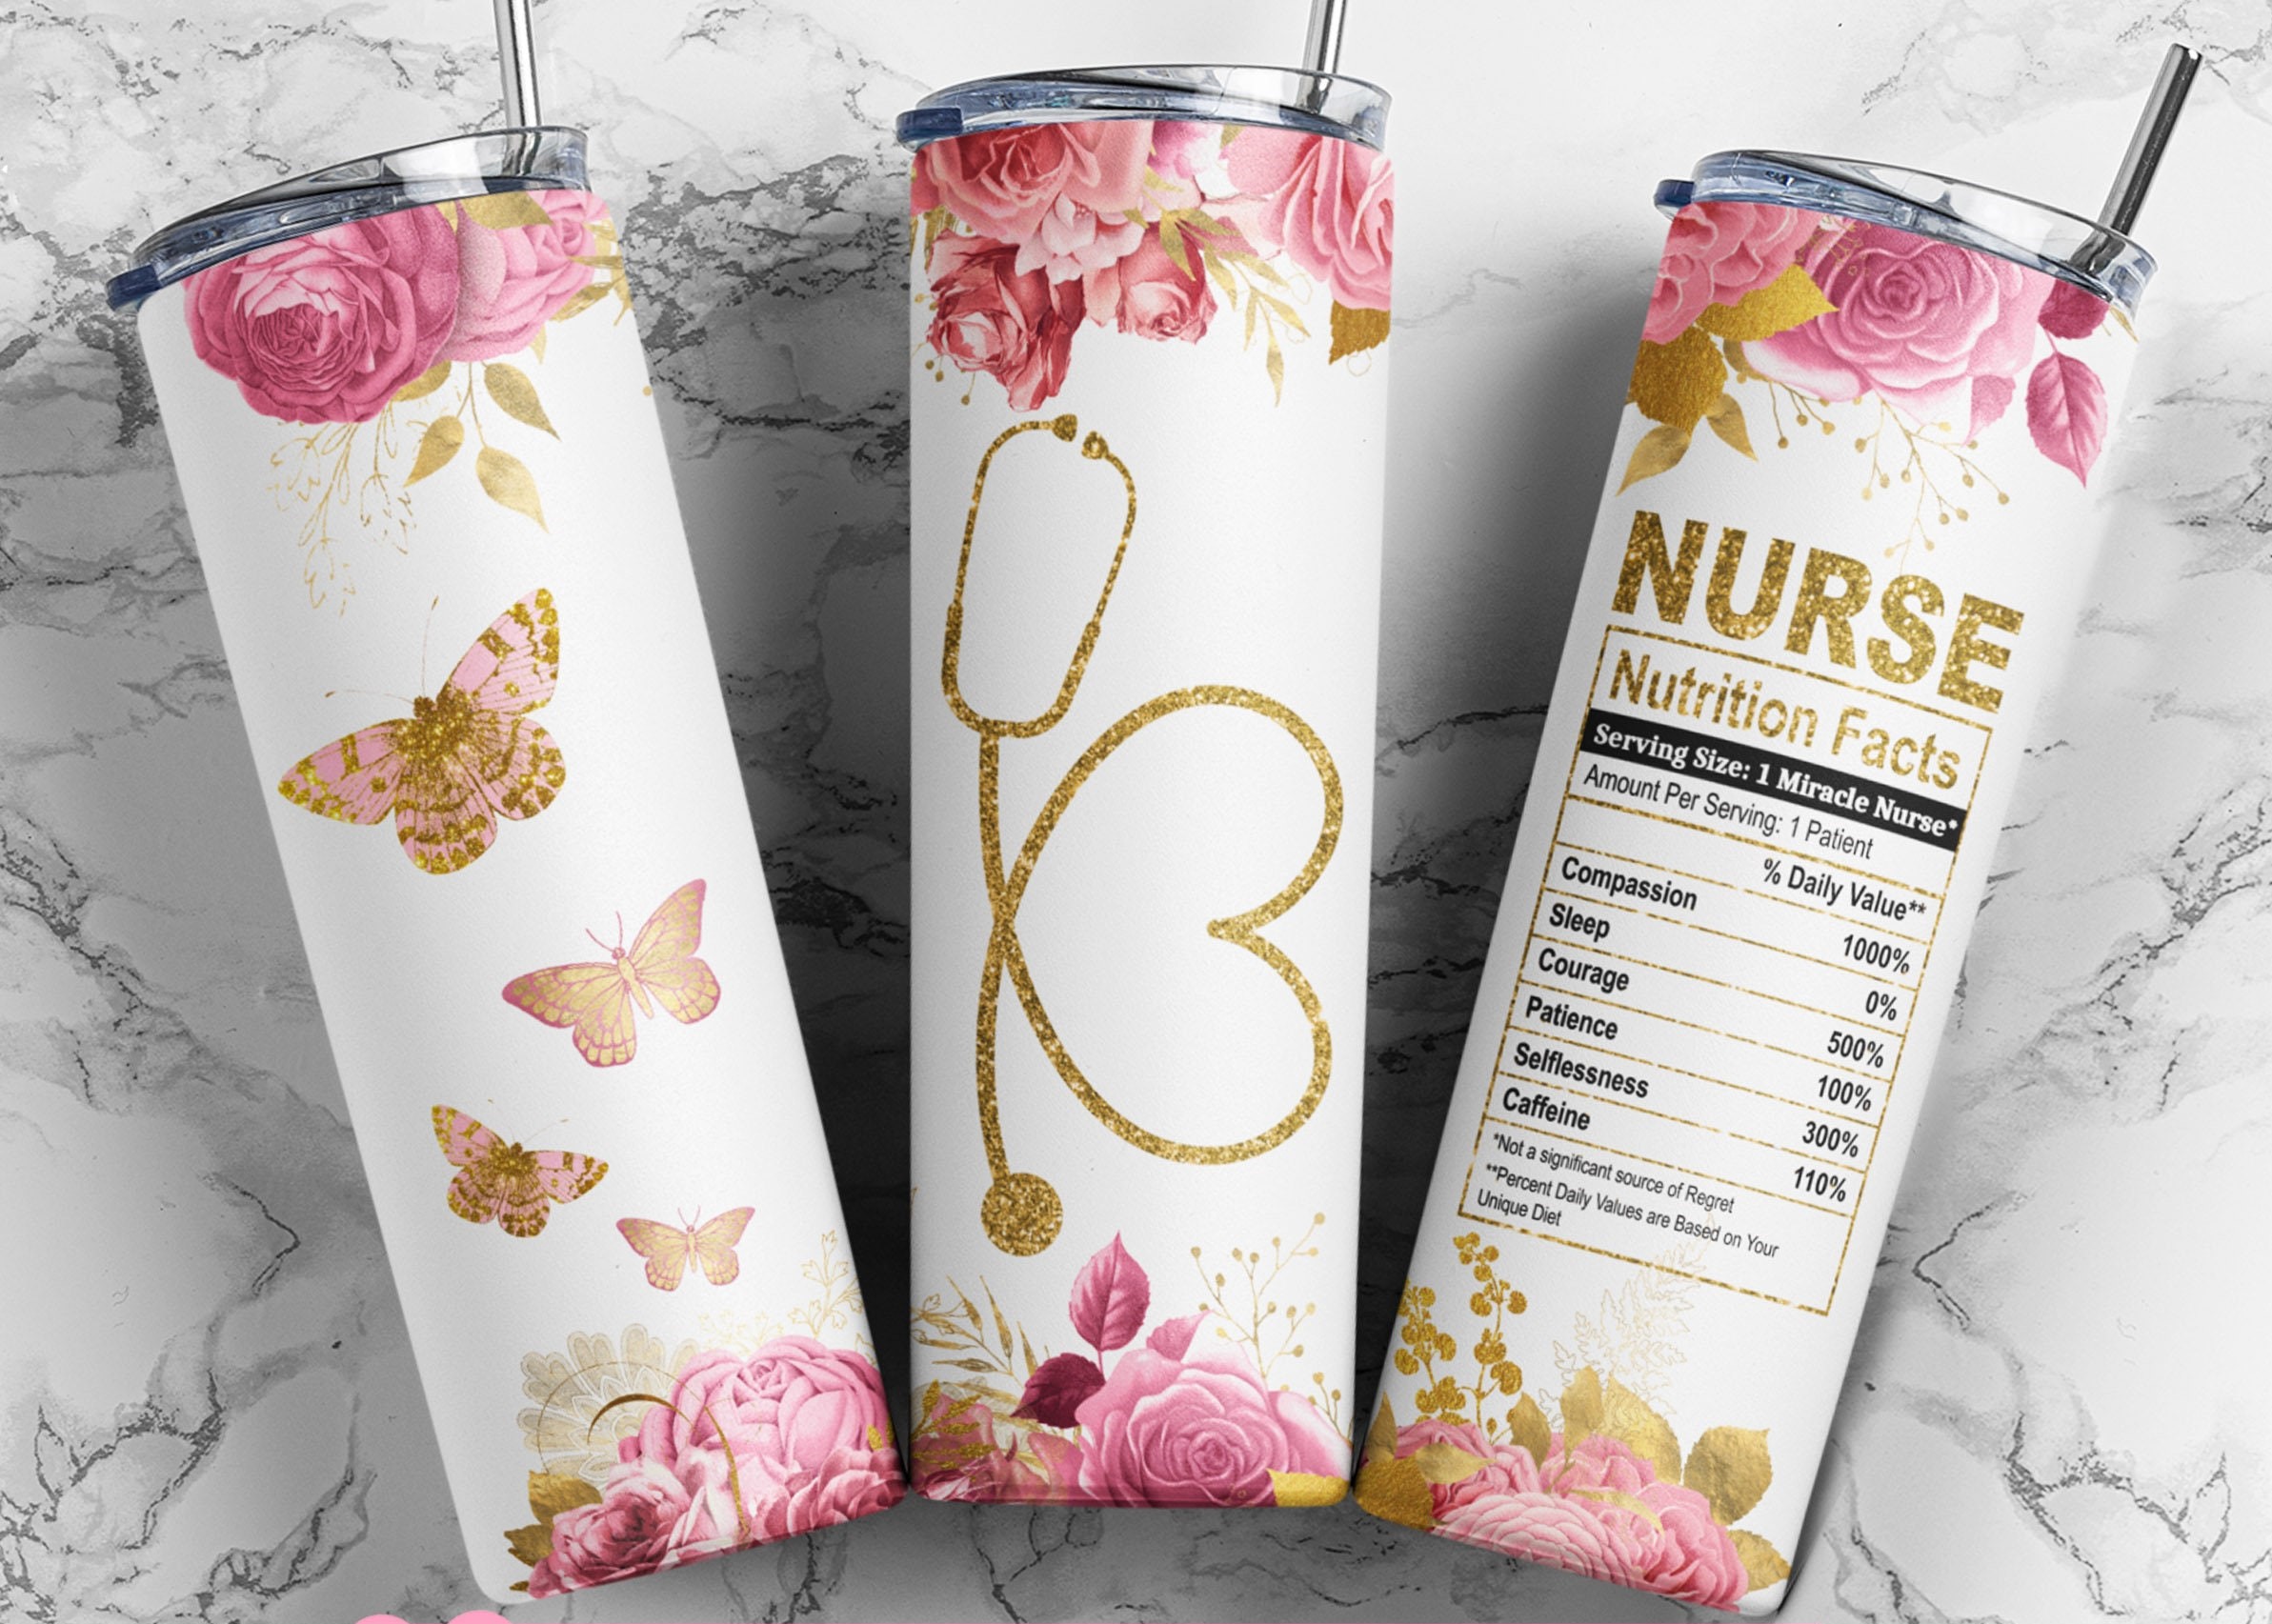 NURSE
Nutrition Facts
Serving Size: 1 Miracle Nurse*
Amount Per Serving: 1 Patient
% Daily Value**
Compassion 1000%
Sleep 0%
Courage 500%
Patience 100%
Selflessness 300%
Caffeine 110%
*Not a significant source of Regret
**Percent Daily Values are Based on Your
Unique Diet